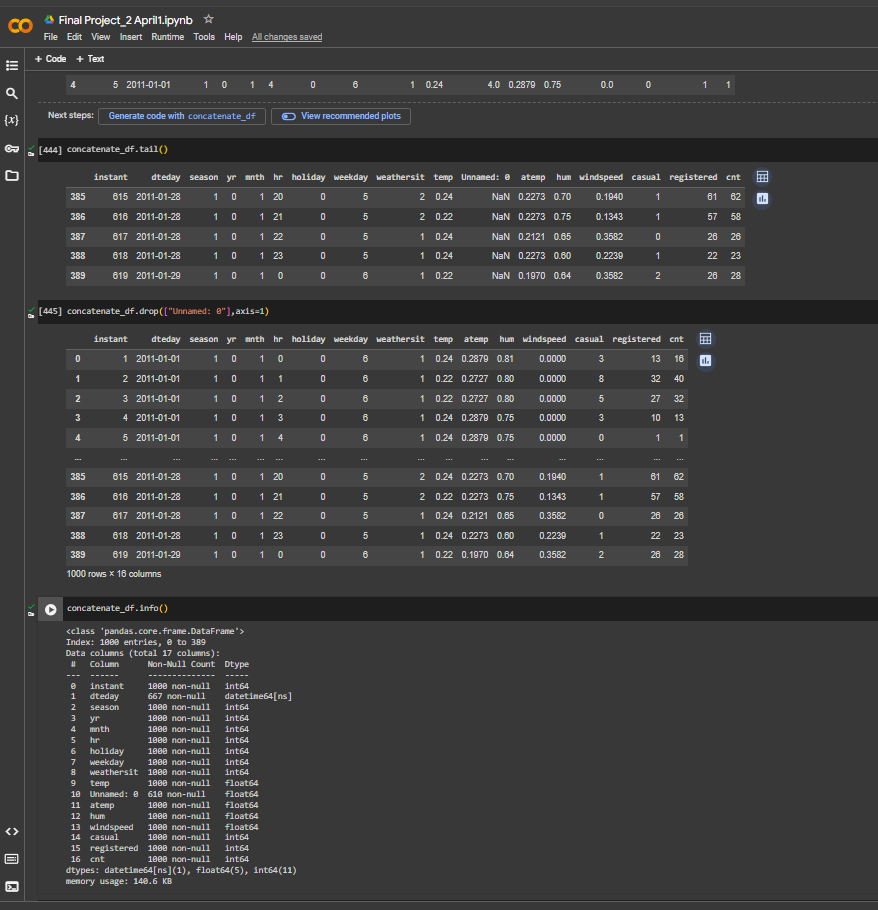 Final Project_2 April1.ipynb
File Edit View Insert Runtime Tools Help All changes saved
+ Code + Text
4 5 2011-01-01 1 0 1 4 0 6 1 0.24 4.0 0.2879 0.75 0.0 0 1 1
Next steps: Generate code with concatenate_df View recommended plots
[444] concatenate_df.tail()
instant dteday season yr mnth hr holiday weekday weathersit temp Unnamed: 0 atemp hum windspeed casual registered cnt
385 615 2011-01-28 1 0 1 20 0 5 2 0.24 NaN 0.2273 0.70 0.1940 1 61 62
386 616 2011-01-28 1 0 1 21 0 5 2 0.22 NaN 0.2273 0.75 0.1343 1 57 58
387 617 2011-01-28 1 0 1 22 0 5 1 0.24 NaN 0.2121 0.65 0.3582 0 26 26
388 618 2011-01-28 1 0 1 23 0 5 1 0.24 NaN 0.2273 0.60 0.2239 1 22 23
389 619 2011-01-29 1 0 1 0 0 6 1 0.22 NaN 0.1970 0.64 0.3582 2 26 28
[445] concatenate_df.drop(["Unnamed: 0"],axis=1)
instant dteday season yr mnth hr holiday weekday weathersit temp atemp hum windspeed casual registered cnt
0 1 2011-01-01 1 0 1 0 0 6 1 0.24 0.2879 0.81 0.0000 3 13 16
1 2 2011-01-01 1 0 1 1 0 6 1 0.22 0.2727 0.80 0.0000 8 32 40
2 3 2011-01-01 1 0 1 2 0 6 1 0.22 0.2727 0.80 0.0000 5 27 32
3 4 2011-01-01 1 0 1 3 0 6 1 0.24 0.2879 0.75 0.0000 3 10 13
4 5 2011-01-01 1 0 1 4 0 6 1 0.24 0.2879 0.75 0.0000 0 1 1
... ... ... ... ... ... ... ... ... ... ... ... ... ... ... ... ...
385 615 2011-01-28 1 0 1 20 0 5 2 0.24 0.2273 0.70 0.1940 1 61 62
386 616 2011-01-28 1 0 1 21 0 5 2 0.22 0.2273 0.75 0.1343 1 57 58
387 617 2011-01-28 1 0 1 22 0 5 1 0.24 0.2121 0.65 0.3582 0 26 26
388 618 2011-01-28 1 0 1 23 0 5 1 0.24 0.2273 0.60 0.2239 1 22 23
389 619 2011-01-29 1 0 1 0 0 6 1 0.22 0.1970 0.64 0.3582 2 26 28
1000 rows × 16 columns
concatenate_df.info()
<class 'pandas.core.frame.DataFrame'>
Index: 1000 entries, 0 to 389
Data columns (total 17 columns):
# Column Non-Null Count Dtype
--- ------ -------------- -----
0 instant 1000 non-null int64
1 dteday 667 non-null datetime64[ns]
2 season 1000 non-null int64
3 yr 1000 non-null int64
4 mnth 1000 non-null int64
5 hr 1000 non-null int64
6 holiday 1000 non-null int64
7 weekday 1000 non-null int64
8 weathersit 1000 non-null int64
9 temp 1000 non-null float64
10 Unnamed: 0 610 non-null float64
11 atemp 1000 non-null float64
12 hum 1000 non-null float64
13 windspeed 1000 non-null float64
14 casual 1000 non-null int64
15 registered 1000 non-null int64
16 cnt 1000 non-null int64
dtypes: datetime64[ns](1), float64(5), int64(11)
memory usage: 140.6 KB